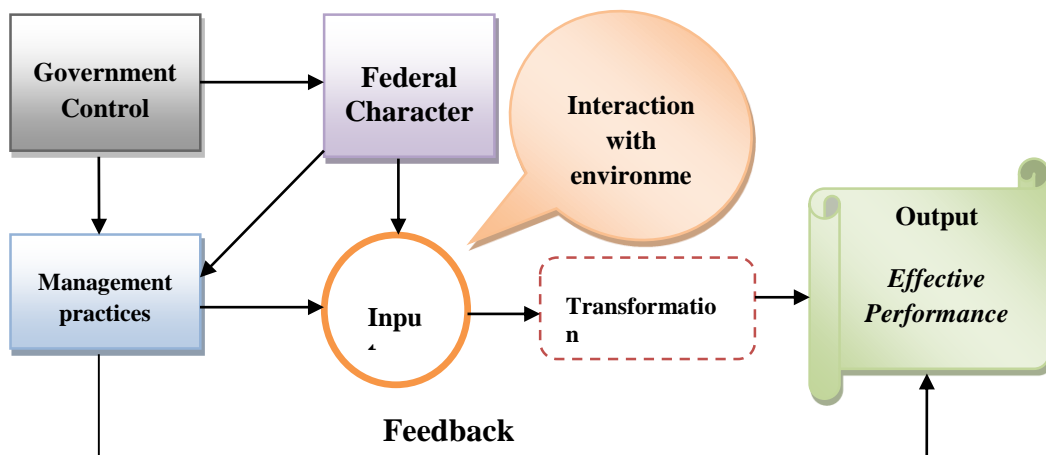 Government
Control
Federal
Character
Interaction
with
environme
Output
Effective
Performance
Management
practices
Inpu
Transformatio
n
Feedback